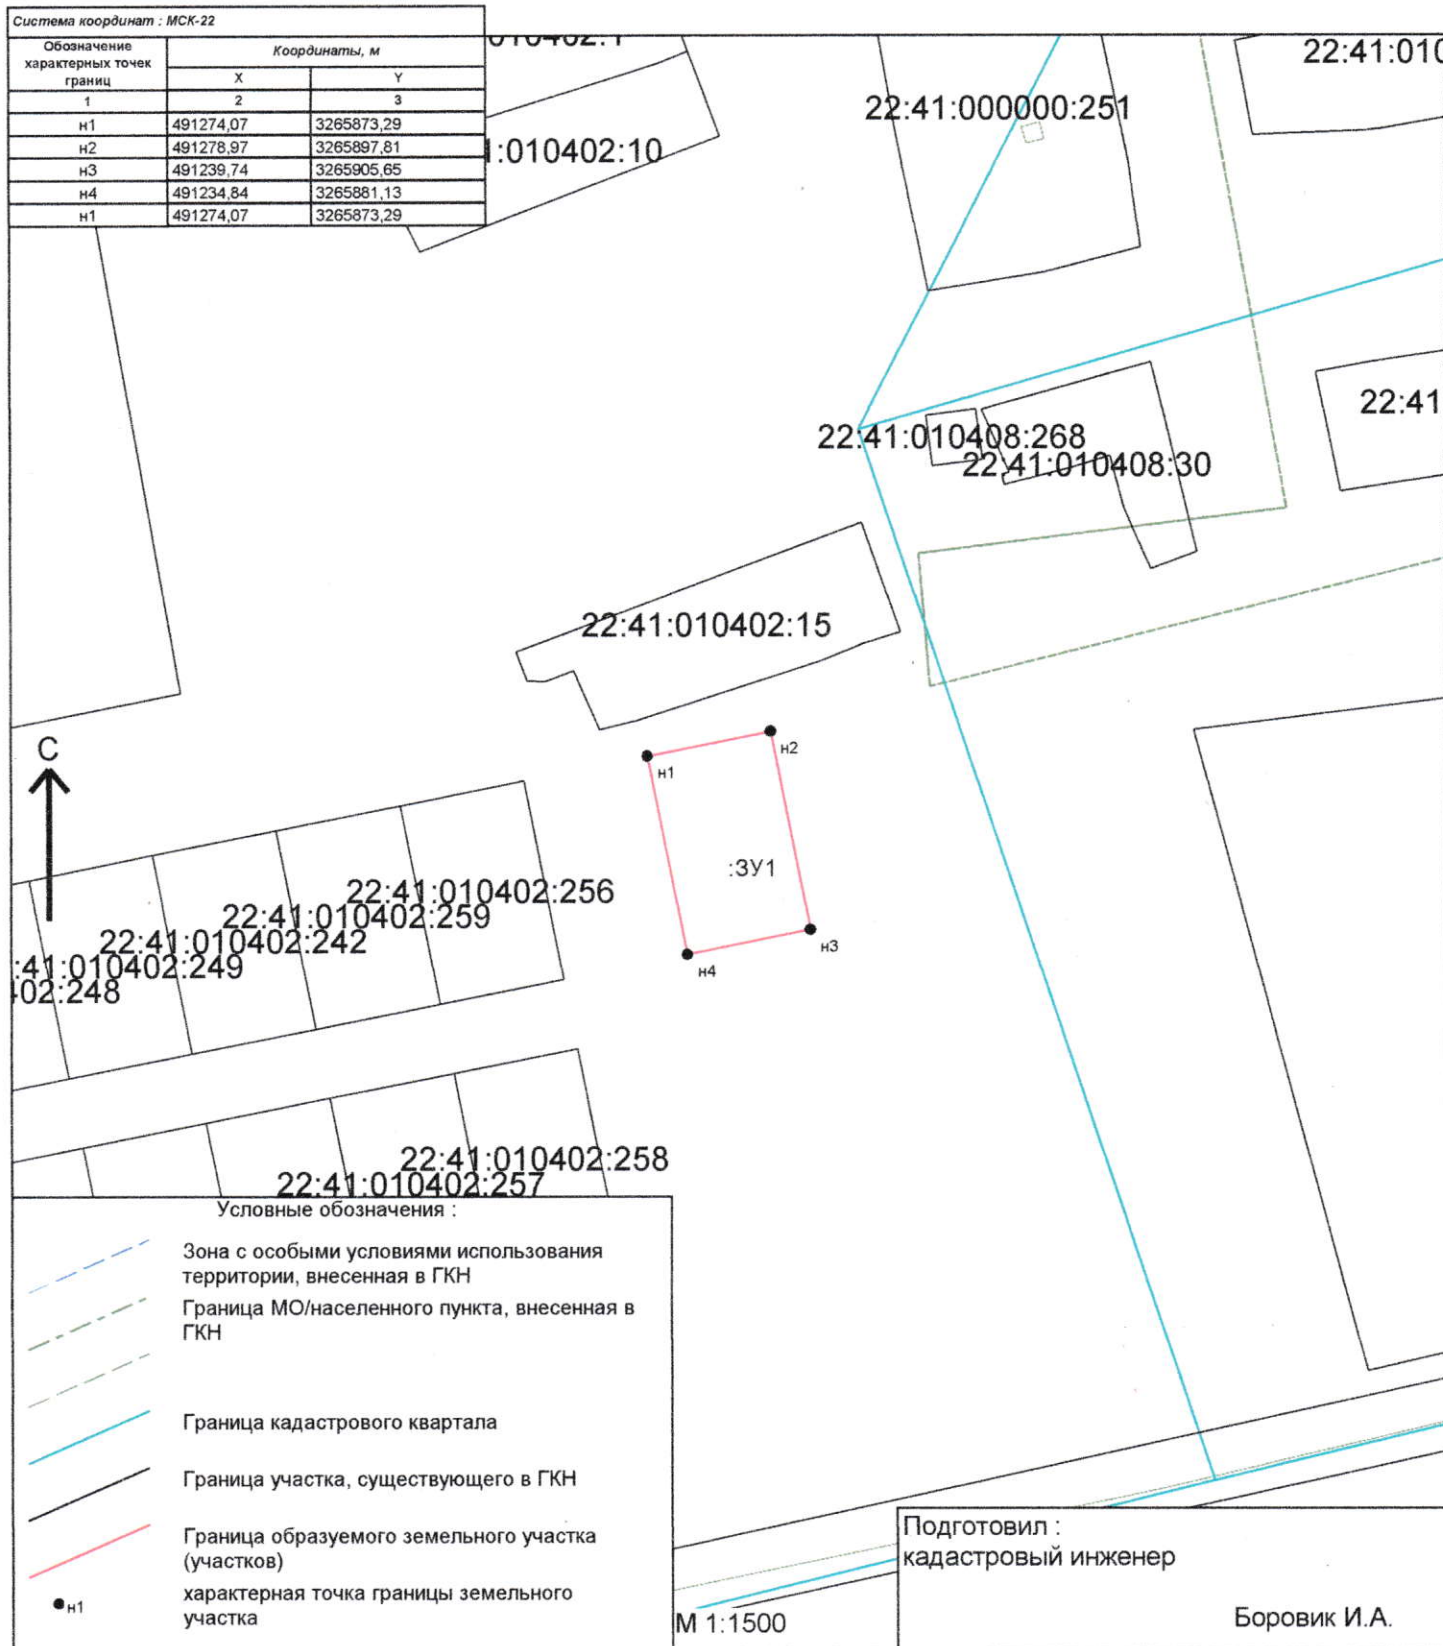 Система координат : МСК-22
Обозначение
характерных точек
границ
Координаты, м
X
Y
1
2
3
н1
491274,07
3265873,29
н2
491278,97
3265897,81
н3
491239,74
3265905,65
н4
491234,84
3265881,13
н1
491274,07
3265873,29
22:41:010
22:41:000000:251
:010402:10
22:41
22:41:010408:268
22:41:010408:30
22:41:010402:15
С
н2
н1
:ЗУ1
22:41:010402:256
22:41:010402:259
22:41:010402:242
:41:010402:249
402:248
н3
н4
22:41:010402:258
22:41:010402:257
Условные обозначения :
Зона с особыми условиями использования
территории, внесенная в ГКН
Граница МО/населенного пункта, внесенная в
ГКН
Граница кадастрового квартала
Граница участка, существующего в ГКН
Граница образуемого земельного участка
(участков)
н1
характерная точка границы земельного
участка
М 1:1500
Подготовил :
кадастровый инженер
Боровик И.А.